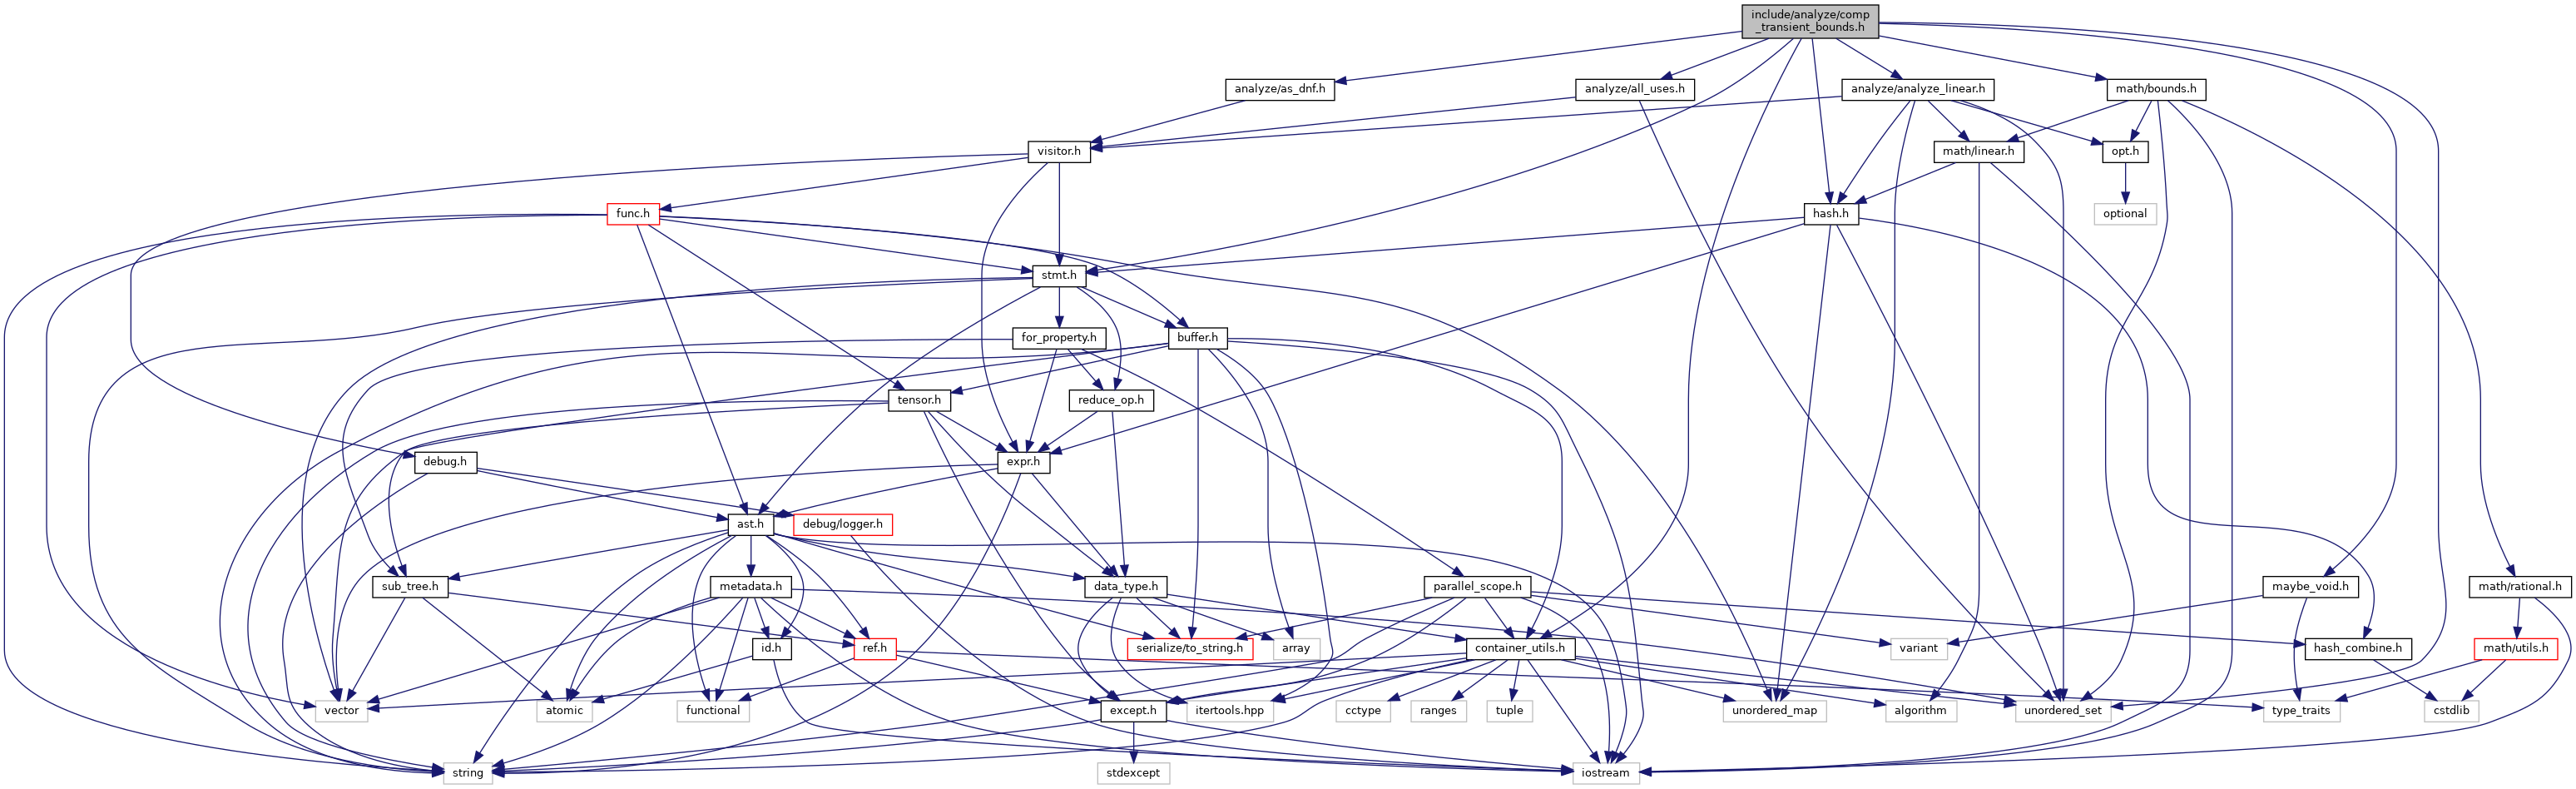 include/analyze/comp
_transient_bounds.h
analyze/as_dnf.h
analyze/all_uses.h
analyze/analyze_linear.h
math/bounds.h
visitor.h
math/linear.h
opt.h
func.h
hash.h
optional
stmt.h
for_property.h
buffer.h
tensor.h
reduce_op.h
debug.h
expr.h
ast.h
debug/logger.h
sub_tree.h
metadata.h
data_type.h
parallel_scope.h
maybe_void.h
math/rational.h
id.h
ref.h
serialize/to_string.h
array
container_utils.h
variant
hash_combine.h
math/utils.h
vector
atomic
functional
except.h
itertools.hpp
cctype
ranges
tuple
unordered_map
algorithm
unordered_set
type_traits
cstdlib
string
stdexcept
iostream